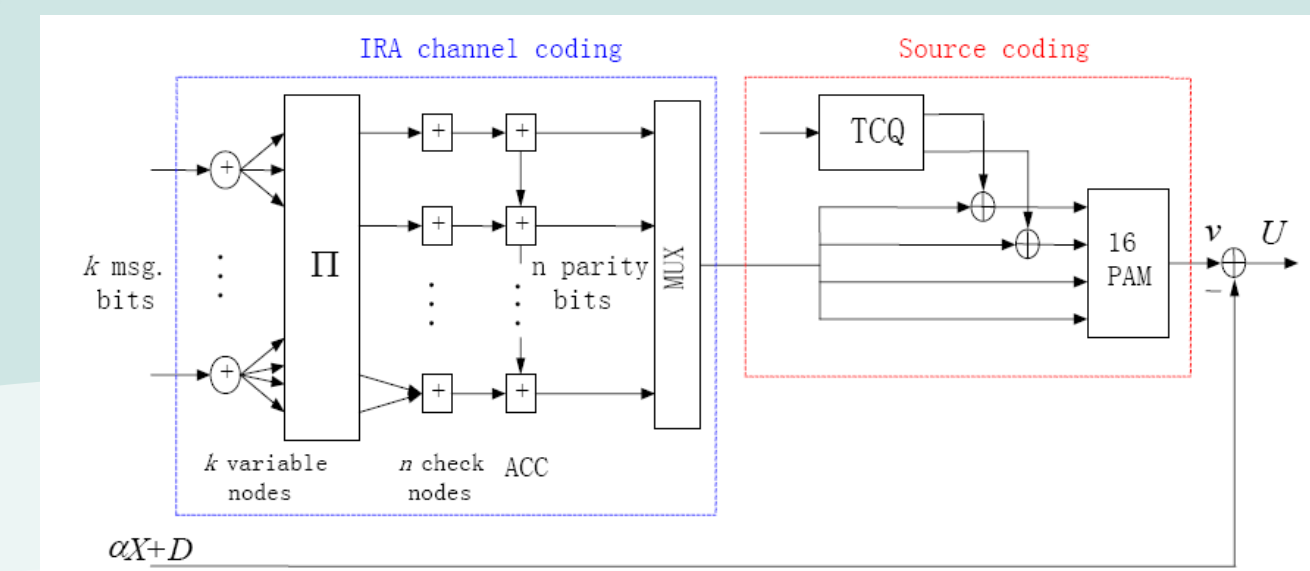 IRA channel coding
Source coding
TCQ
+
+
+
+
+
k msg.
bits
Π
+
+
n parity
bits
MUX
16
PAM
v
U
−
+
+
+
k variable
nodes
n check
nodes
ACC
αX+D